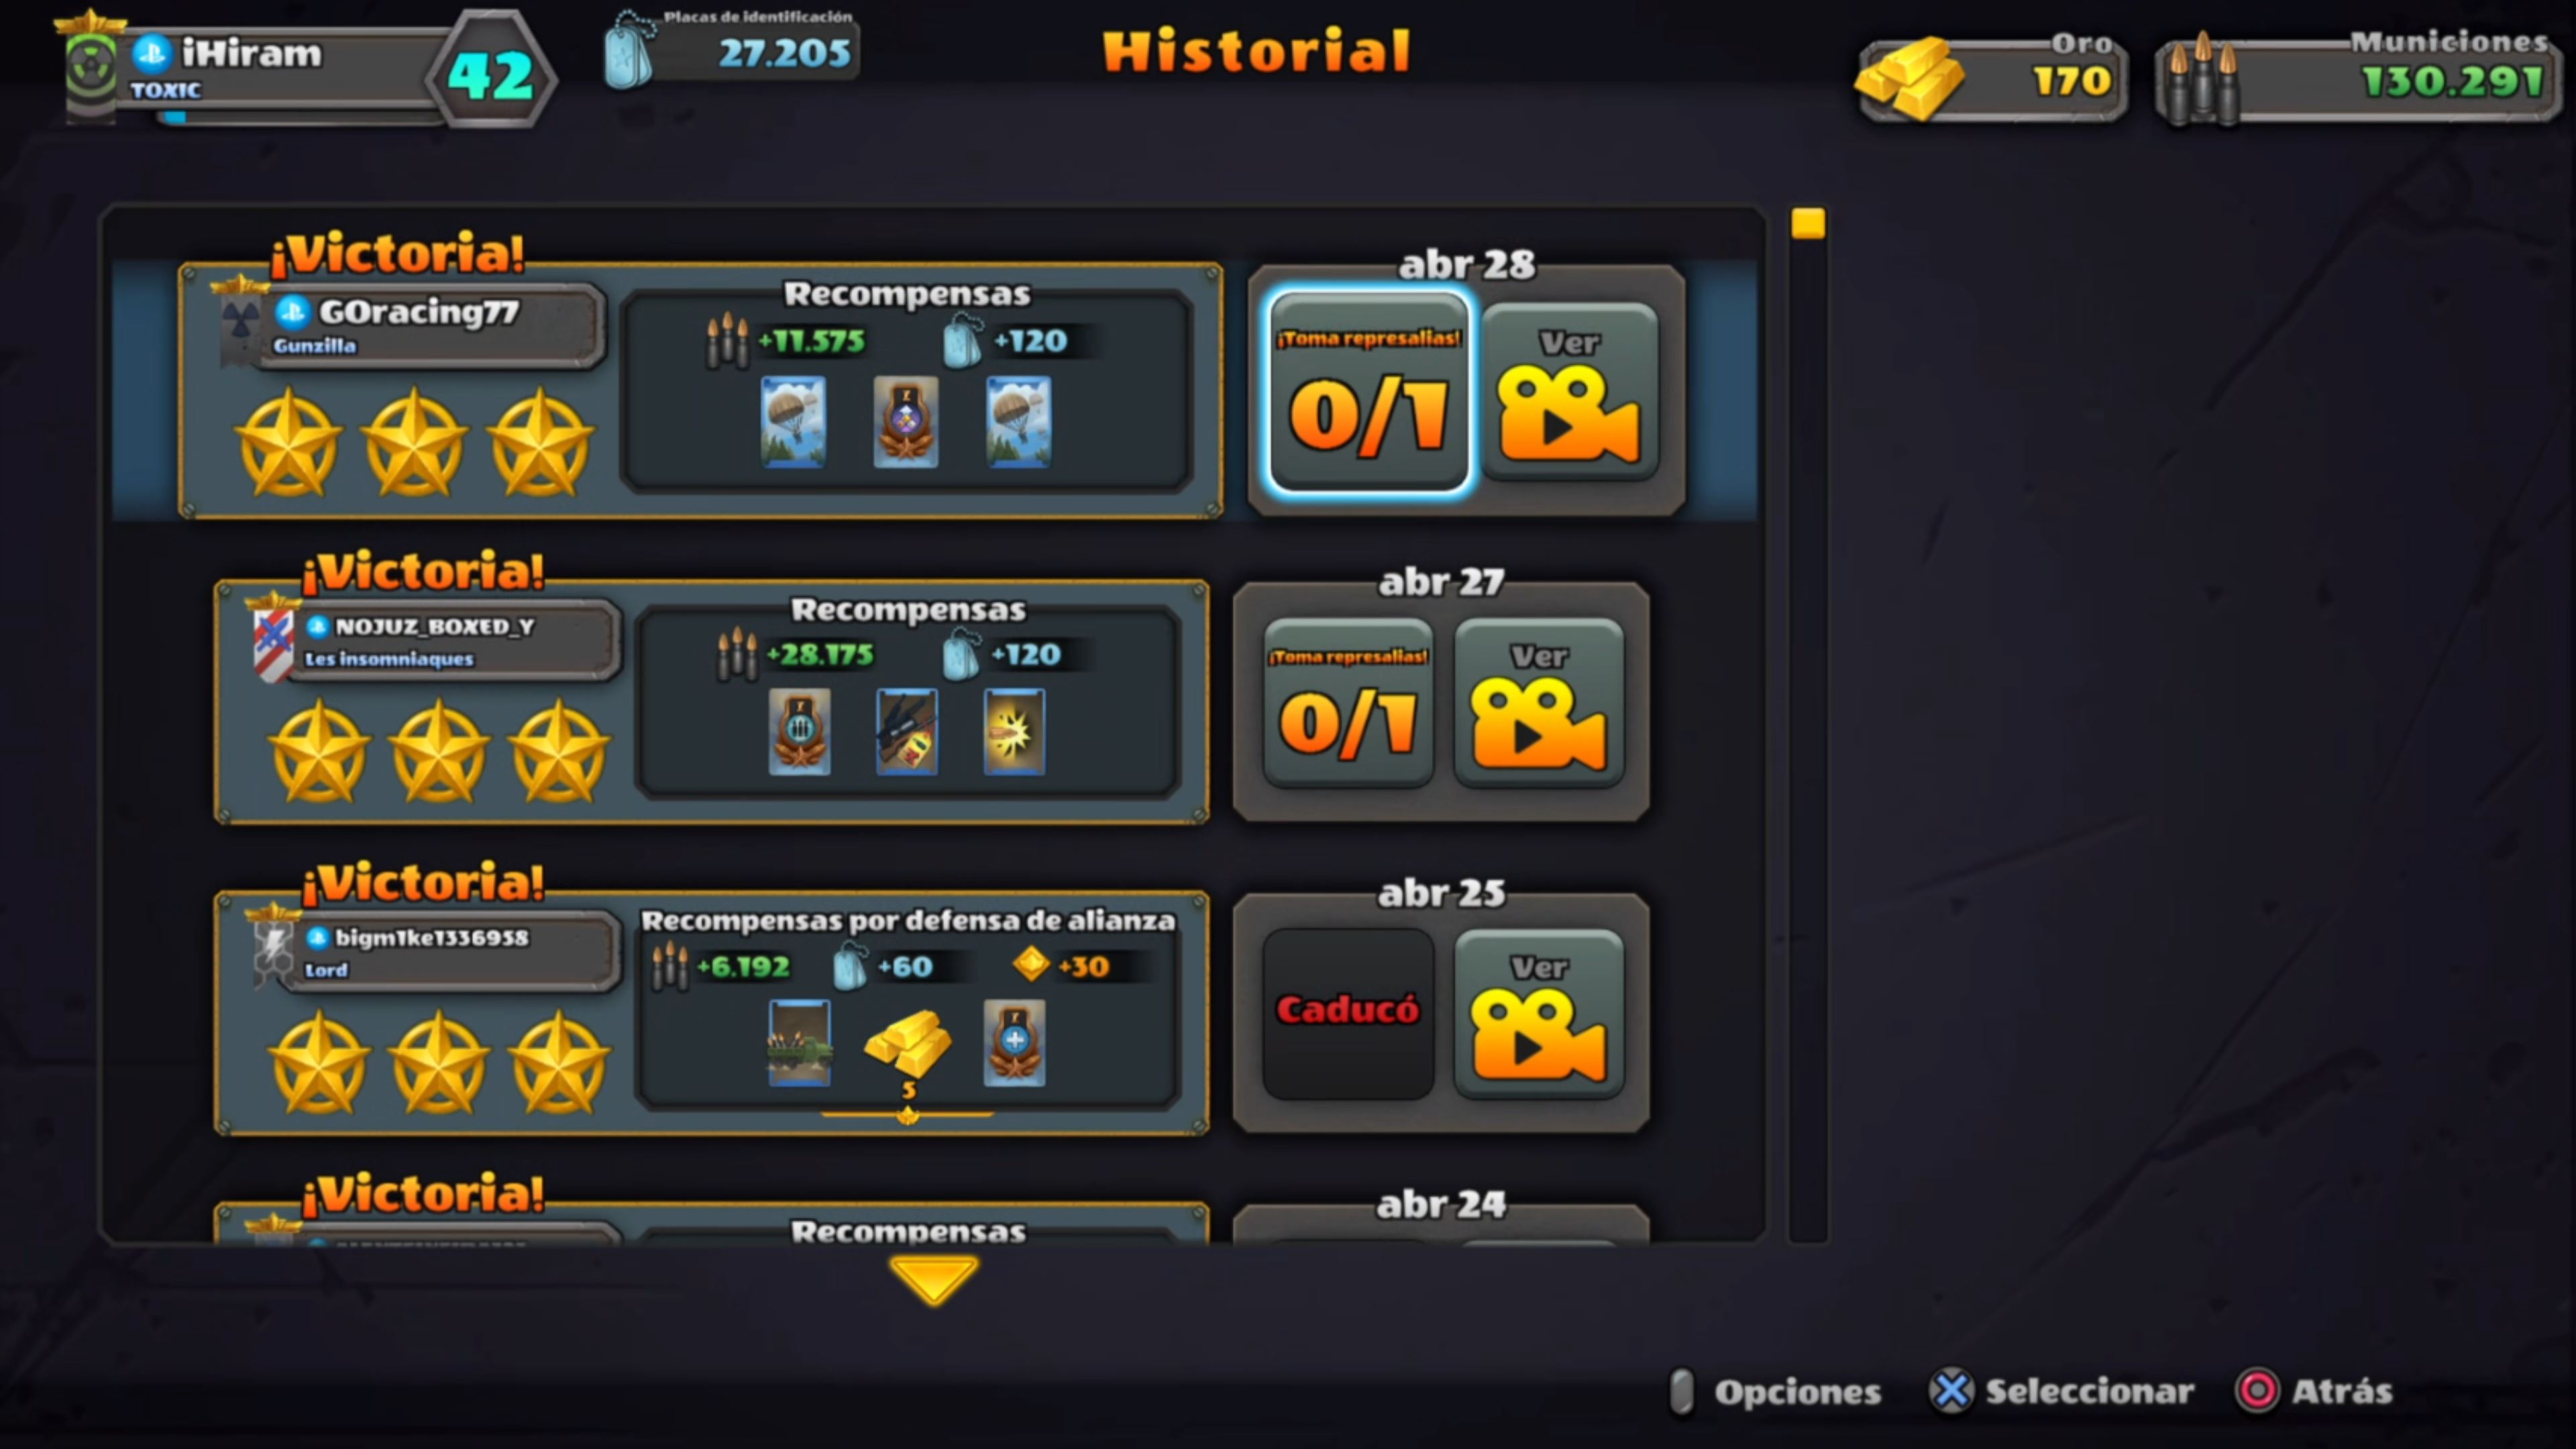 iHiram
TOXIC
42
Placas de identificación
27.205
Historial
Oro
170
Municiones
130.291
¡Victoria!
GOracing77
Gunzilla
Recompensas
+11.575
+120
abr 28
¡Toma represalias!
0/1
Ver
¡Victoria!
NOJUZ_BOXED_Y
Les insomniaques
Recompensas
+28.175
+120
abr 27
¡Toma represalias!
0/1
Ver
¡Victoria!
bigm1ke1336958
Lord
Recompensas por defensa de alianza
+6.192
+60
+30
5
abr 25
Caducó
Ver
¡Victoria!
Recompensas
abr 24
Opciones
Seleccionar
Atrás